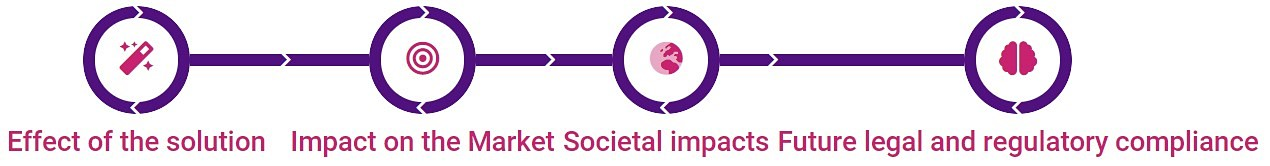 Effect of the solution
Impact on the Market
Societal impacts
Future legal and regulatory compliance